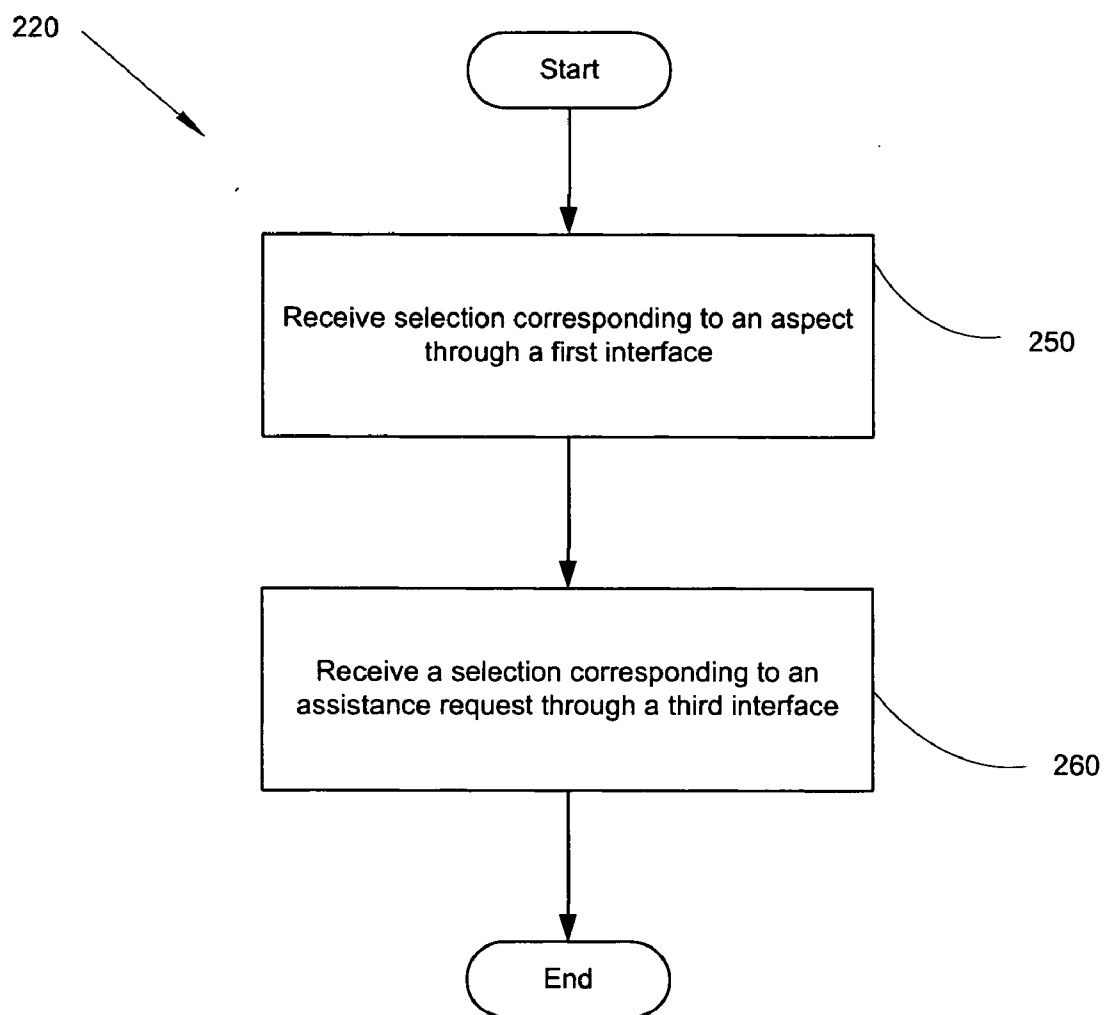 220
Start
Receive selection corresponding to an aspect
through a first interface
250
Receive a selection corresponding to an
assistance request through a third interface
260
End